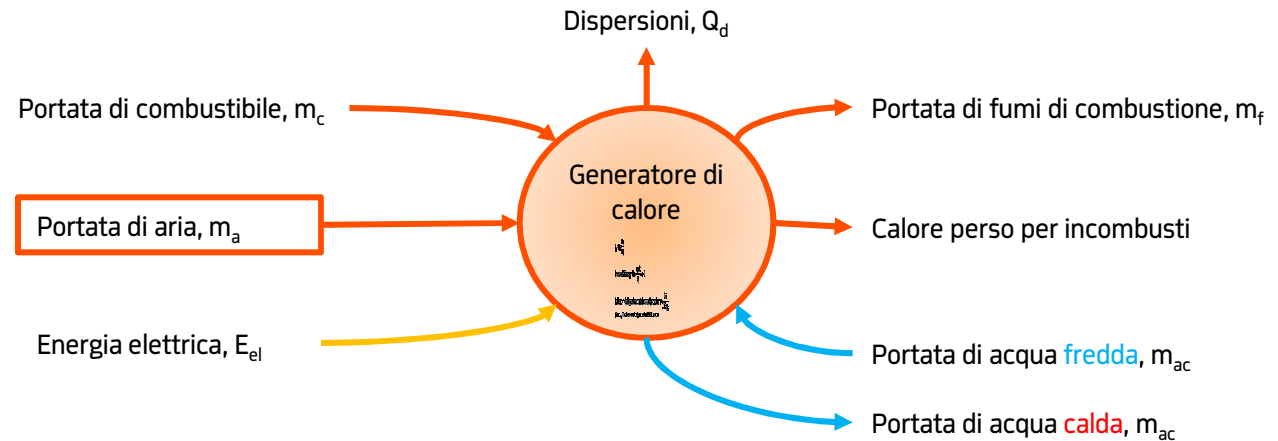 Dispersioni, Qd
Portata di combustibile, mc
Portata di fumi di combustione, mf
Generatore di
calore
Portata di aria, ma
Calore perso per incombusti
Energia elettrica, Eel
Portata di acqua fredda, mac
Portata di acqua calda, mac